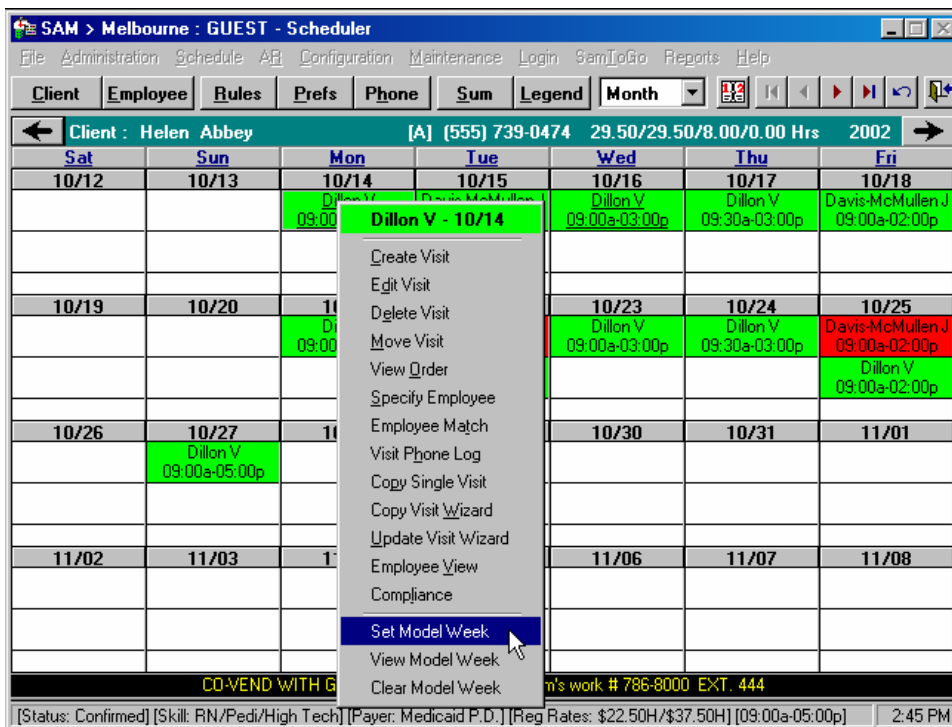 SAM > Melbourne : GUEST - Scheduler
File Administration Schedule AR Configuration Maintenance Login SamToGo Reports Help
Client Employee Rules Prefs Phone Sum Legend Month
Client : Helen Abbey [A] (555) 739-0474 29.50/29.50/8.00/0.00 Hrs 2002
Sat Sun Mon Tue Wed Thu Fri
10/12 10/13 10/14 10/15 10/16 10/17 10/18
Dillon V Davis-McMullen J Dillon V Dillon V Davis-McMullen J
09:00 09:00a-03:00p 09:30a-03:00p 09:00a-02:00p
Dillon V - 10/14
Create Visit
Edit Visit
Delete Visit
Move Visit
View Order
Specify Employee
Employee Match
Visit Phone Log
Copy Single Visit
Copy Visit Wizard
Update Visit Wizard
Employee View
Compliance
Set Model Week
View Model Week
Clear Model Week
10/19 10/20 10/23 10/24 10/25
Dillon V Dillon V Davis-McMullen J
09:00 09:00a-03:00p 09:30a-03:00p 09:00a-02:00p
Dillon V
09:00a-02:00p
10/26 10/27 10/30 10/31 11/01
Dillon V
09:00a-05:00p
11/02 11/03 11/06 11/07 11/08
CO-VEND WITH G m's work # 786-8000 EXT. 444
[Status: Confirmed] [Skill: RN/Pedi/High Tech] [Payer: Medicaid P.D.] [Reg Rates: $22.50H/$37.50H] [09:00a-05:00p] 2:45 PM